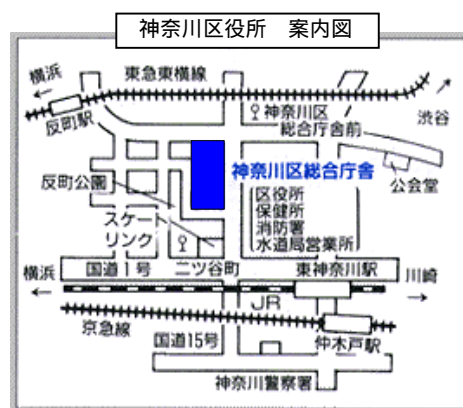 神奈川区役所　案内図
横浜
東急東横線
渋谷
反町駅
神奈川区
総合庁舎前
神奈川区総合庁舎
公会堂
反町公園
区役所
保健所
消防署
水道局営業所
スケート
リンク
国道1号
二ツ谷町
東神奈川駅
横浜
川崎
JR
京急線
国道15号
仲木戸駅
神奈川警察署